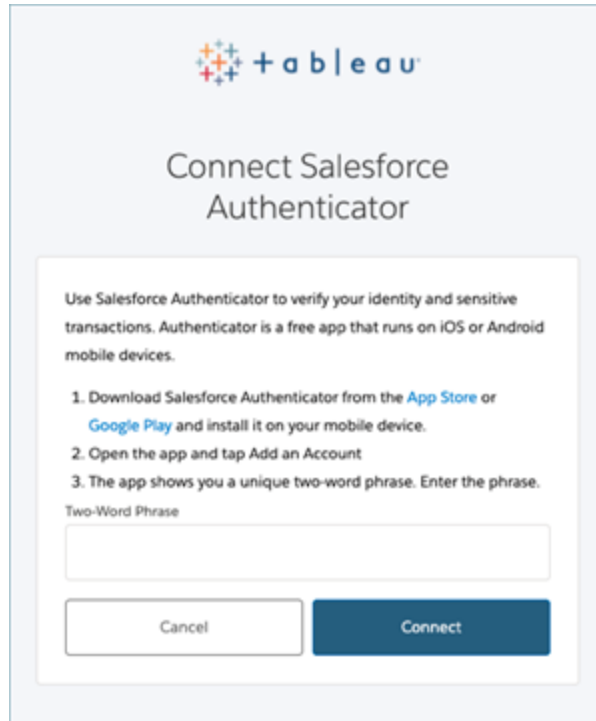 +ableau
Connect Salesforce
Authenticator
Use Salesforce Authenticator to verify your identity and sensitive
transactions. Authenticator is a free app that runs on iOS or Android
mobile devices.
1. Download Salesforce Authenticator from the App Store or
Google Play and install it on your mobile device.
2. Open the app and tap Add an Account
3. The app shows you a unique two-word phrase. Enter the phrase.
Two-Word Phrase
Cancel
Connect